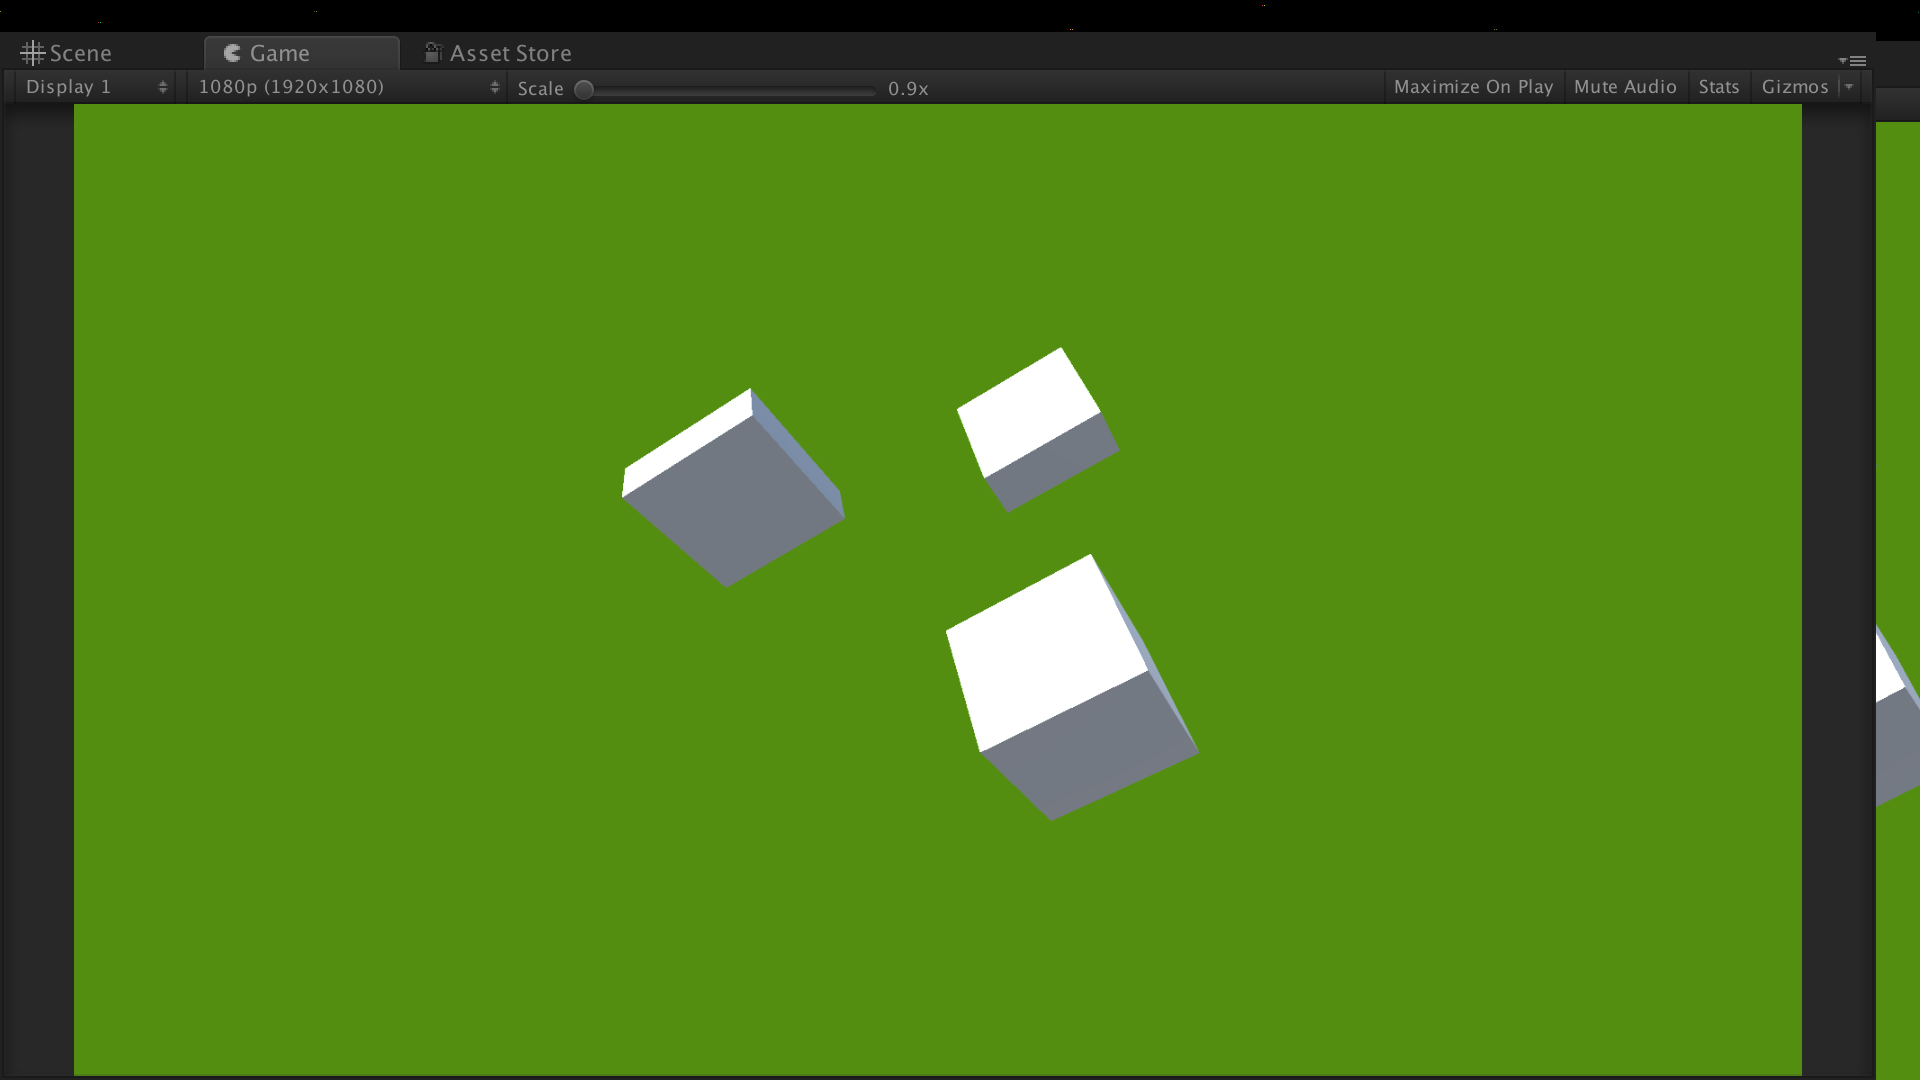 Scene Game Asset Store
Display 1 1080p (1920x1080) Scale 0.9x Maximize On Play Mute Audio Stats Gizmos